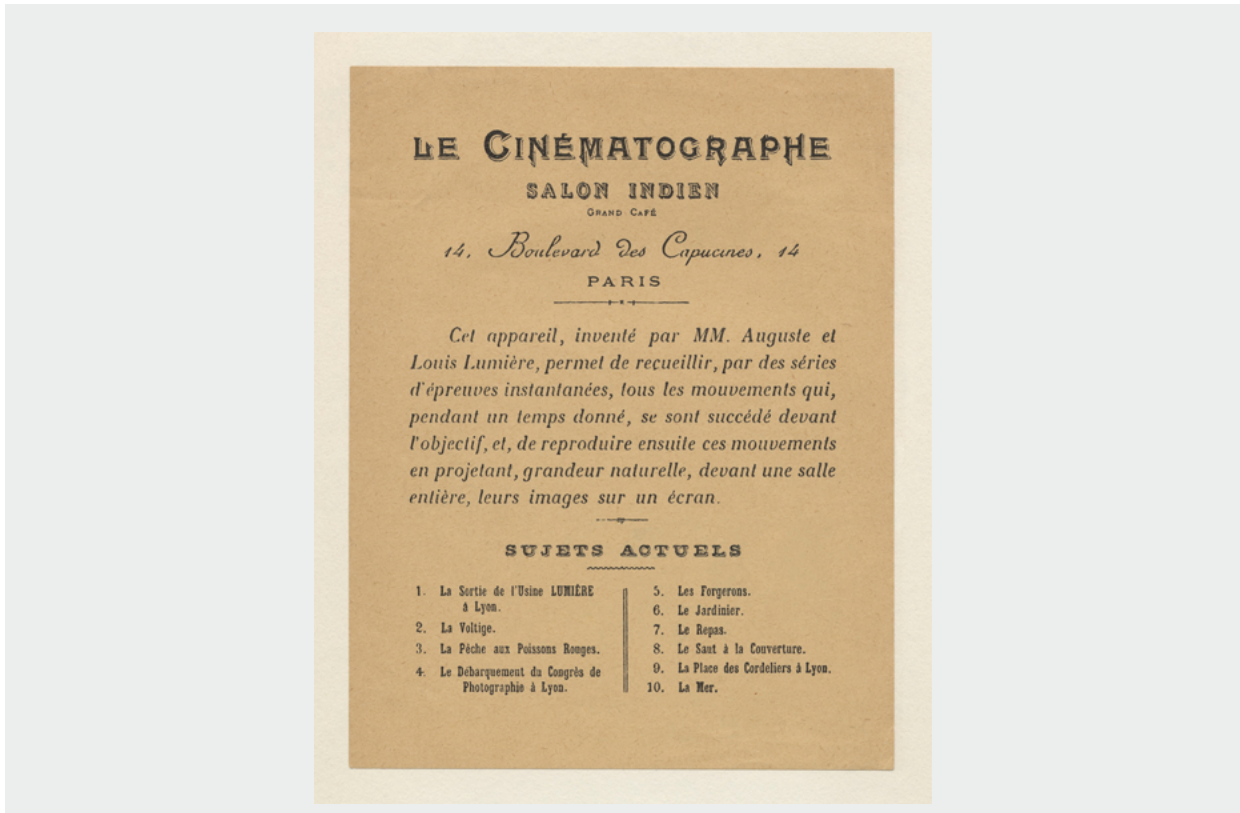 LE CINÉMATOGRAPHE
SALON INDIEN
GRAND CAFÉ
14, Boulevard des Capucines, 14
PARIS
Cet appareil, inventé par MM. Auguste et
Louis Lumière, permet de recueillir, par des séries
d'épreuves instantanées, tous les mouvements qui,
pendant un temps donné, se sont succédé devant
l'objectif, et, de reproduire ensuite ces mouvements
en projetant, grandeur naturelle, devant une salle
entière, leurs images sur un écran.
SUJETS ACTUELS
1. La Sortie de l'Usine LUMIÈRE
à Lyon.
2. La Voltige.
3. La Pêche aux Poissons Rouges.
4. Le Débarquement du Congrès de
Photographie à Lyon.
5. Les Forgerons.
6. Le Jardinier.
7. Le Repas.
8. Le Saut à la Couverture.
9. La Place des Cordeliers à Lyon.
10. La Mer.